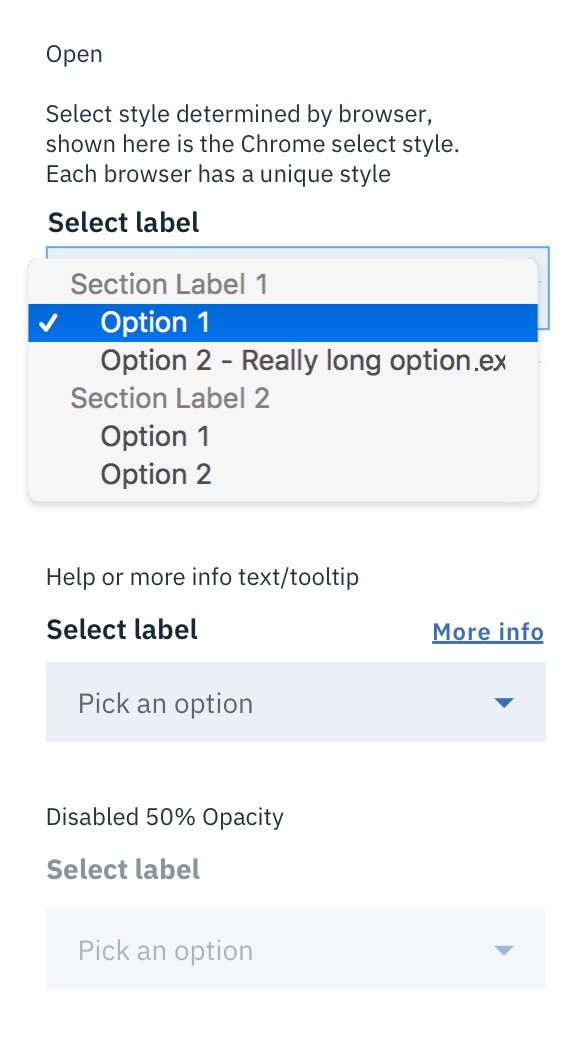 Open
Select style determined by browser,
shown here is the Chrome select style.
Each browser has a unique style
Select label
Section Label 1
Option 1
Option 2 - Really long option.ex
Section Label 2
Option 1
Option 2
Help or more info text/tooltip
Select label
More info
Pick an option
Disabled 50% Opacity
Select label
Pick an option